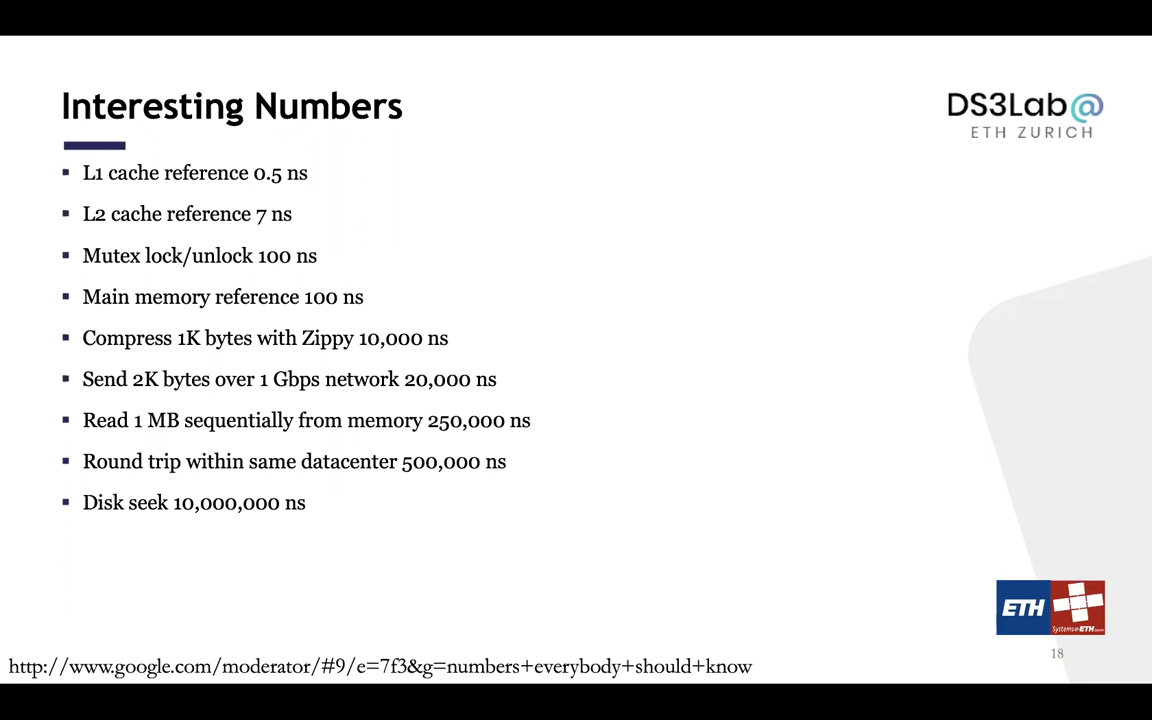 Interesting Numbers
DS3Lab@
ETH ZURICH
L1 cache reference 0.5 ns
L2 cache reference 7 ns
Mutex lock/unlock 100 ns
Main memory reference 100 ns
Compress 1K bytes with Zippy 10,000 ns
Send 2K bytes over 1 Gbps network 20,000 ns
Read 1 MB sequentially from memory 250,000 ns
Round trip within same datacenter 500,000 ns
Disk seek 10,000,000 ns
ETH
Systems@ETH Zurich
18
http://www.google.com/moderator/#9/e=7f3&g=numbers+everybody+should+know